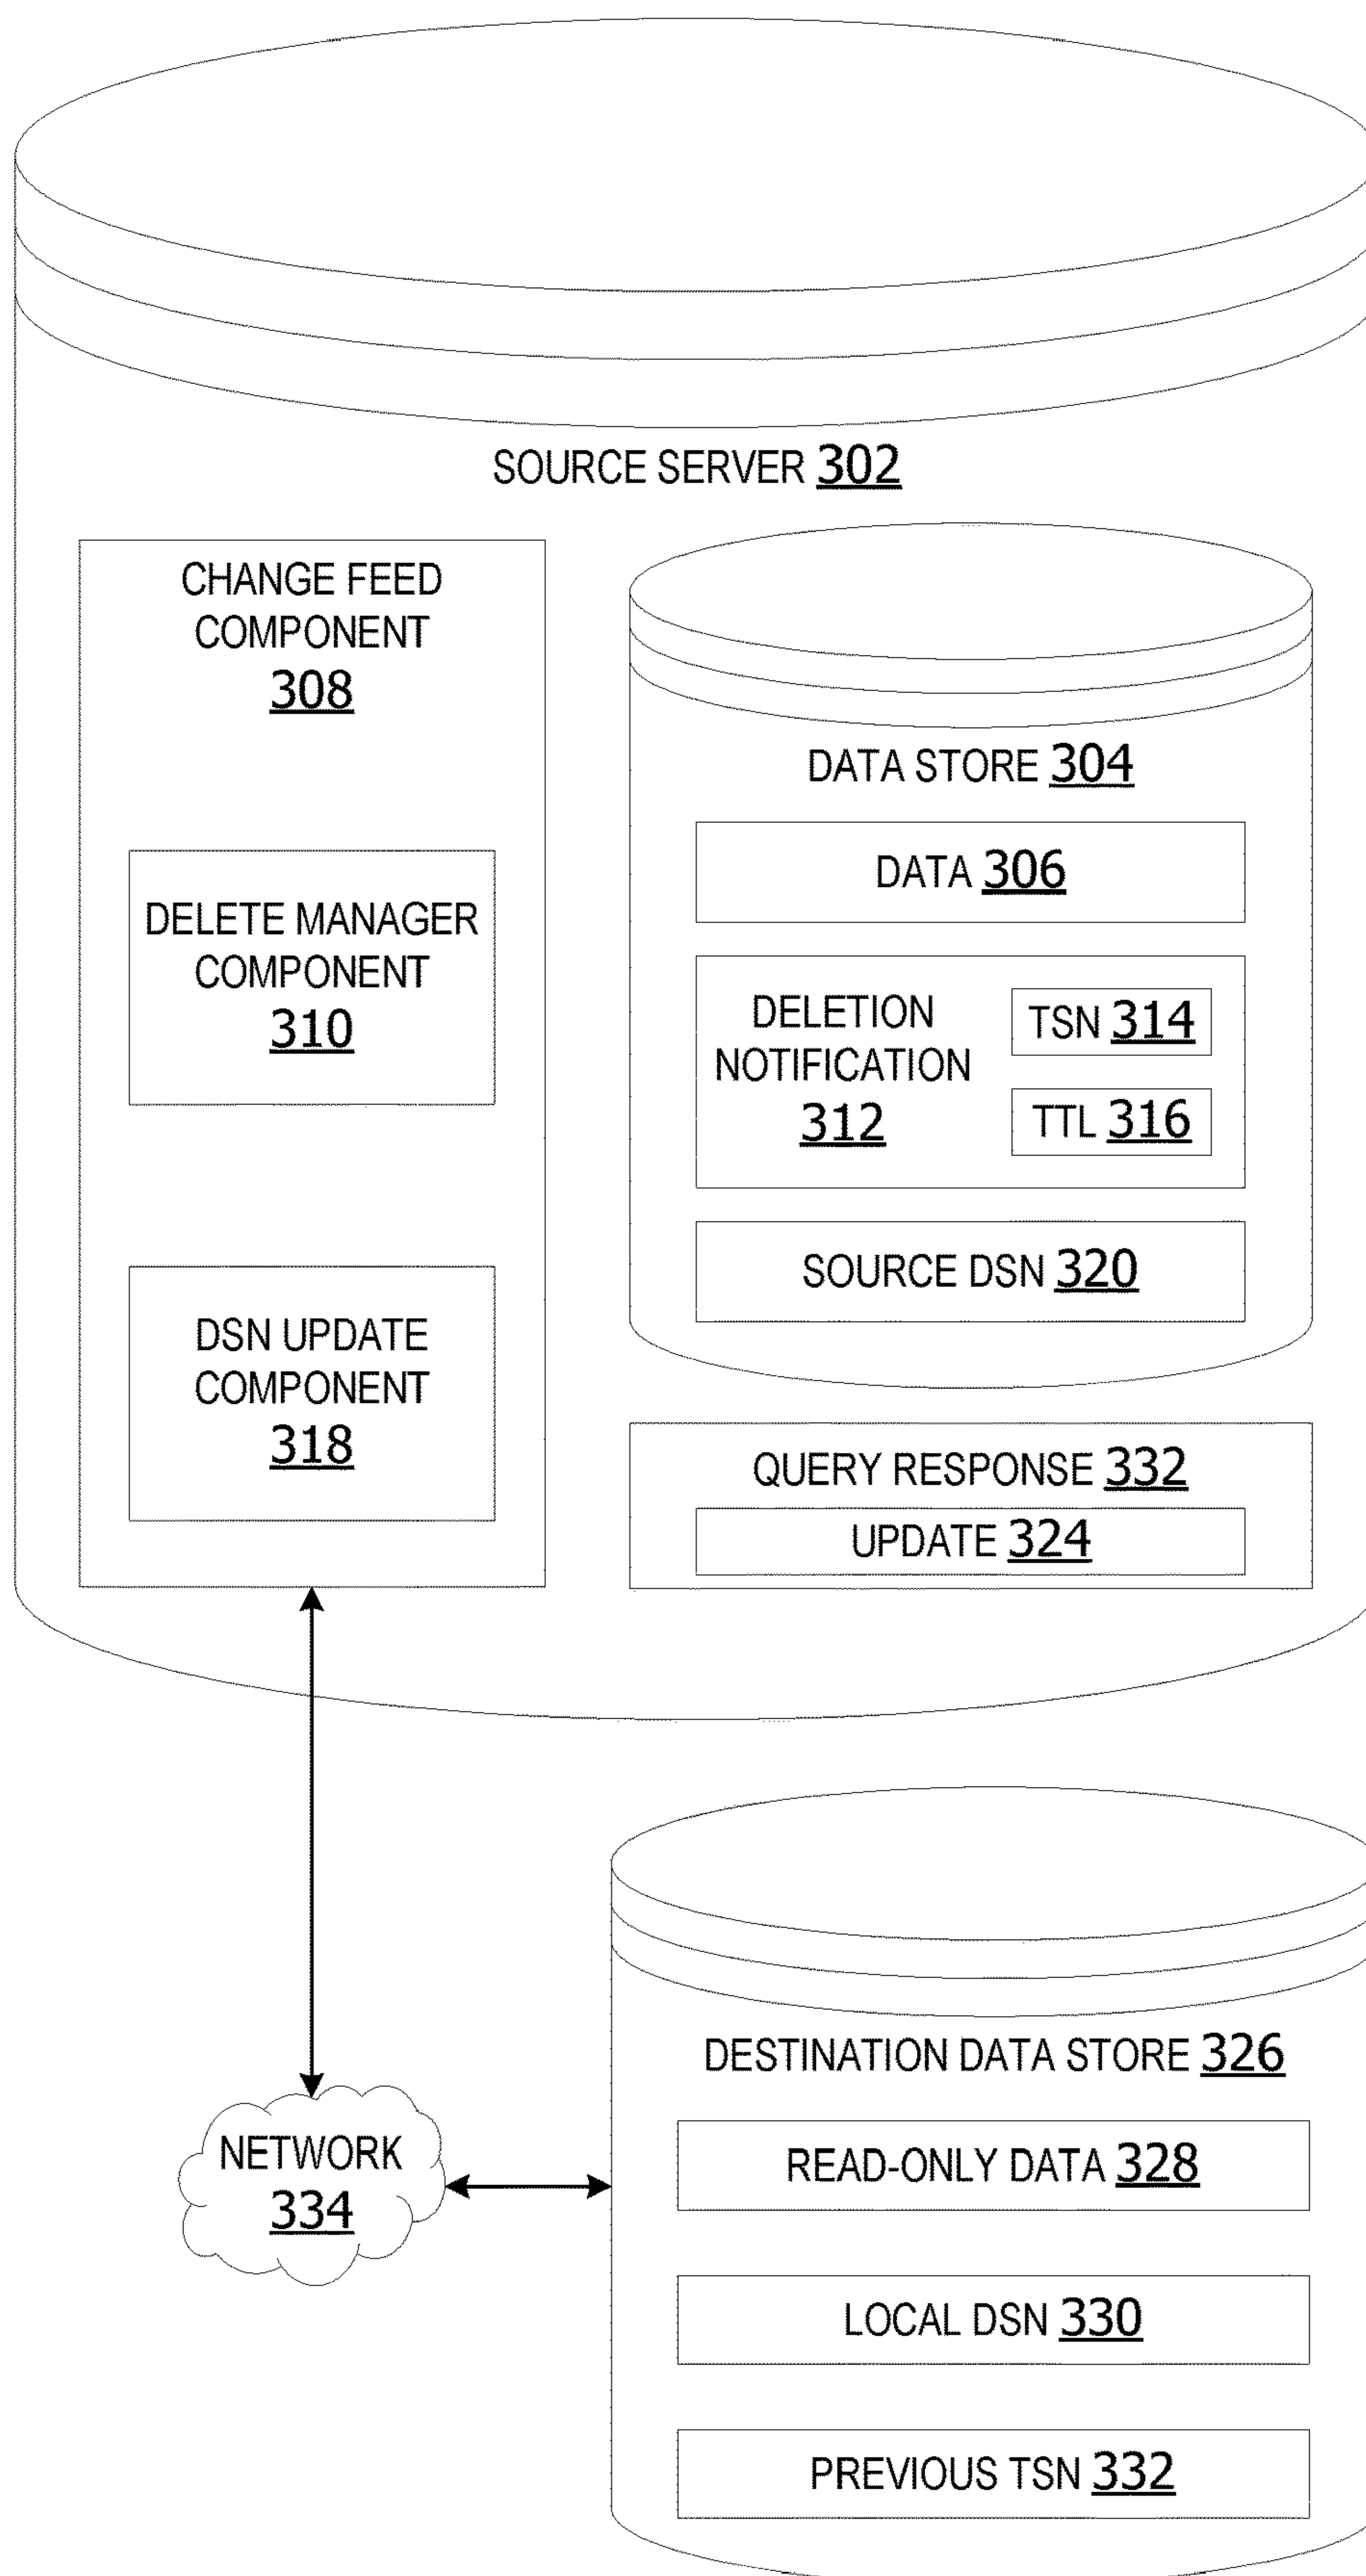 SOURCE SERVER 302
CHANGE FEED
COMPONENT
308
DELETE MANAGER
COMPONENT
310
DSN UPDATE
COMPONENT
318
DATA STORE 304
DATA 306
DELETION
NOTIFICATION
312
TSN 314
TTL 316
SOURCE DSN 320
QUERY RESPONSE 332
UPDATE 324
NETWORK
334
DESTINATION DATA STORE 326
READ-ONLY DATA 328
LOCAL DSN 330
PREVIOUS TSN 332